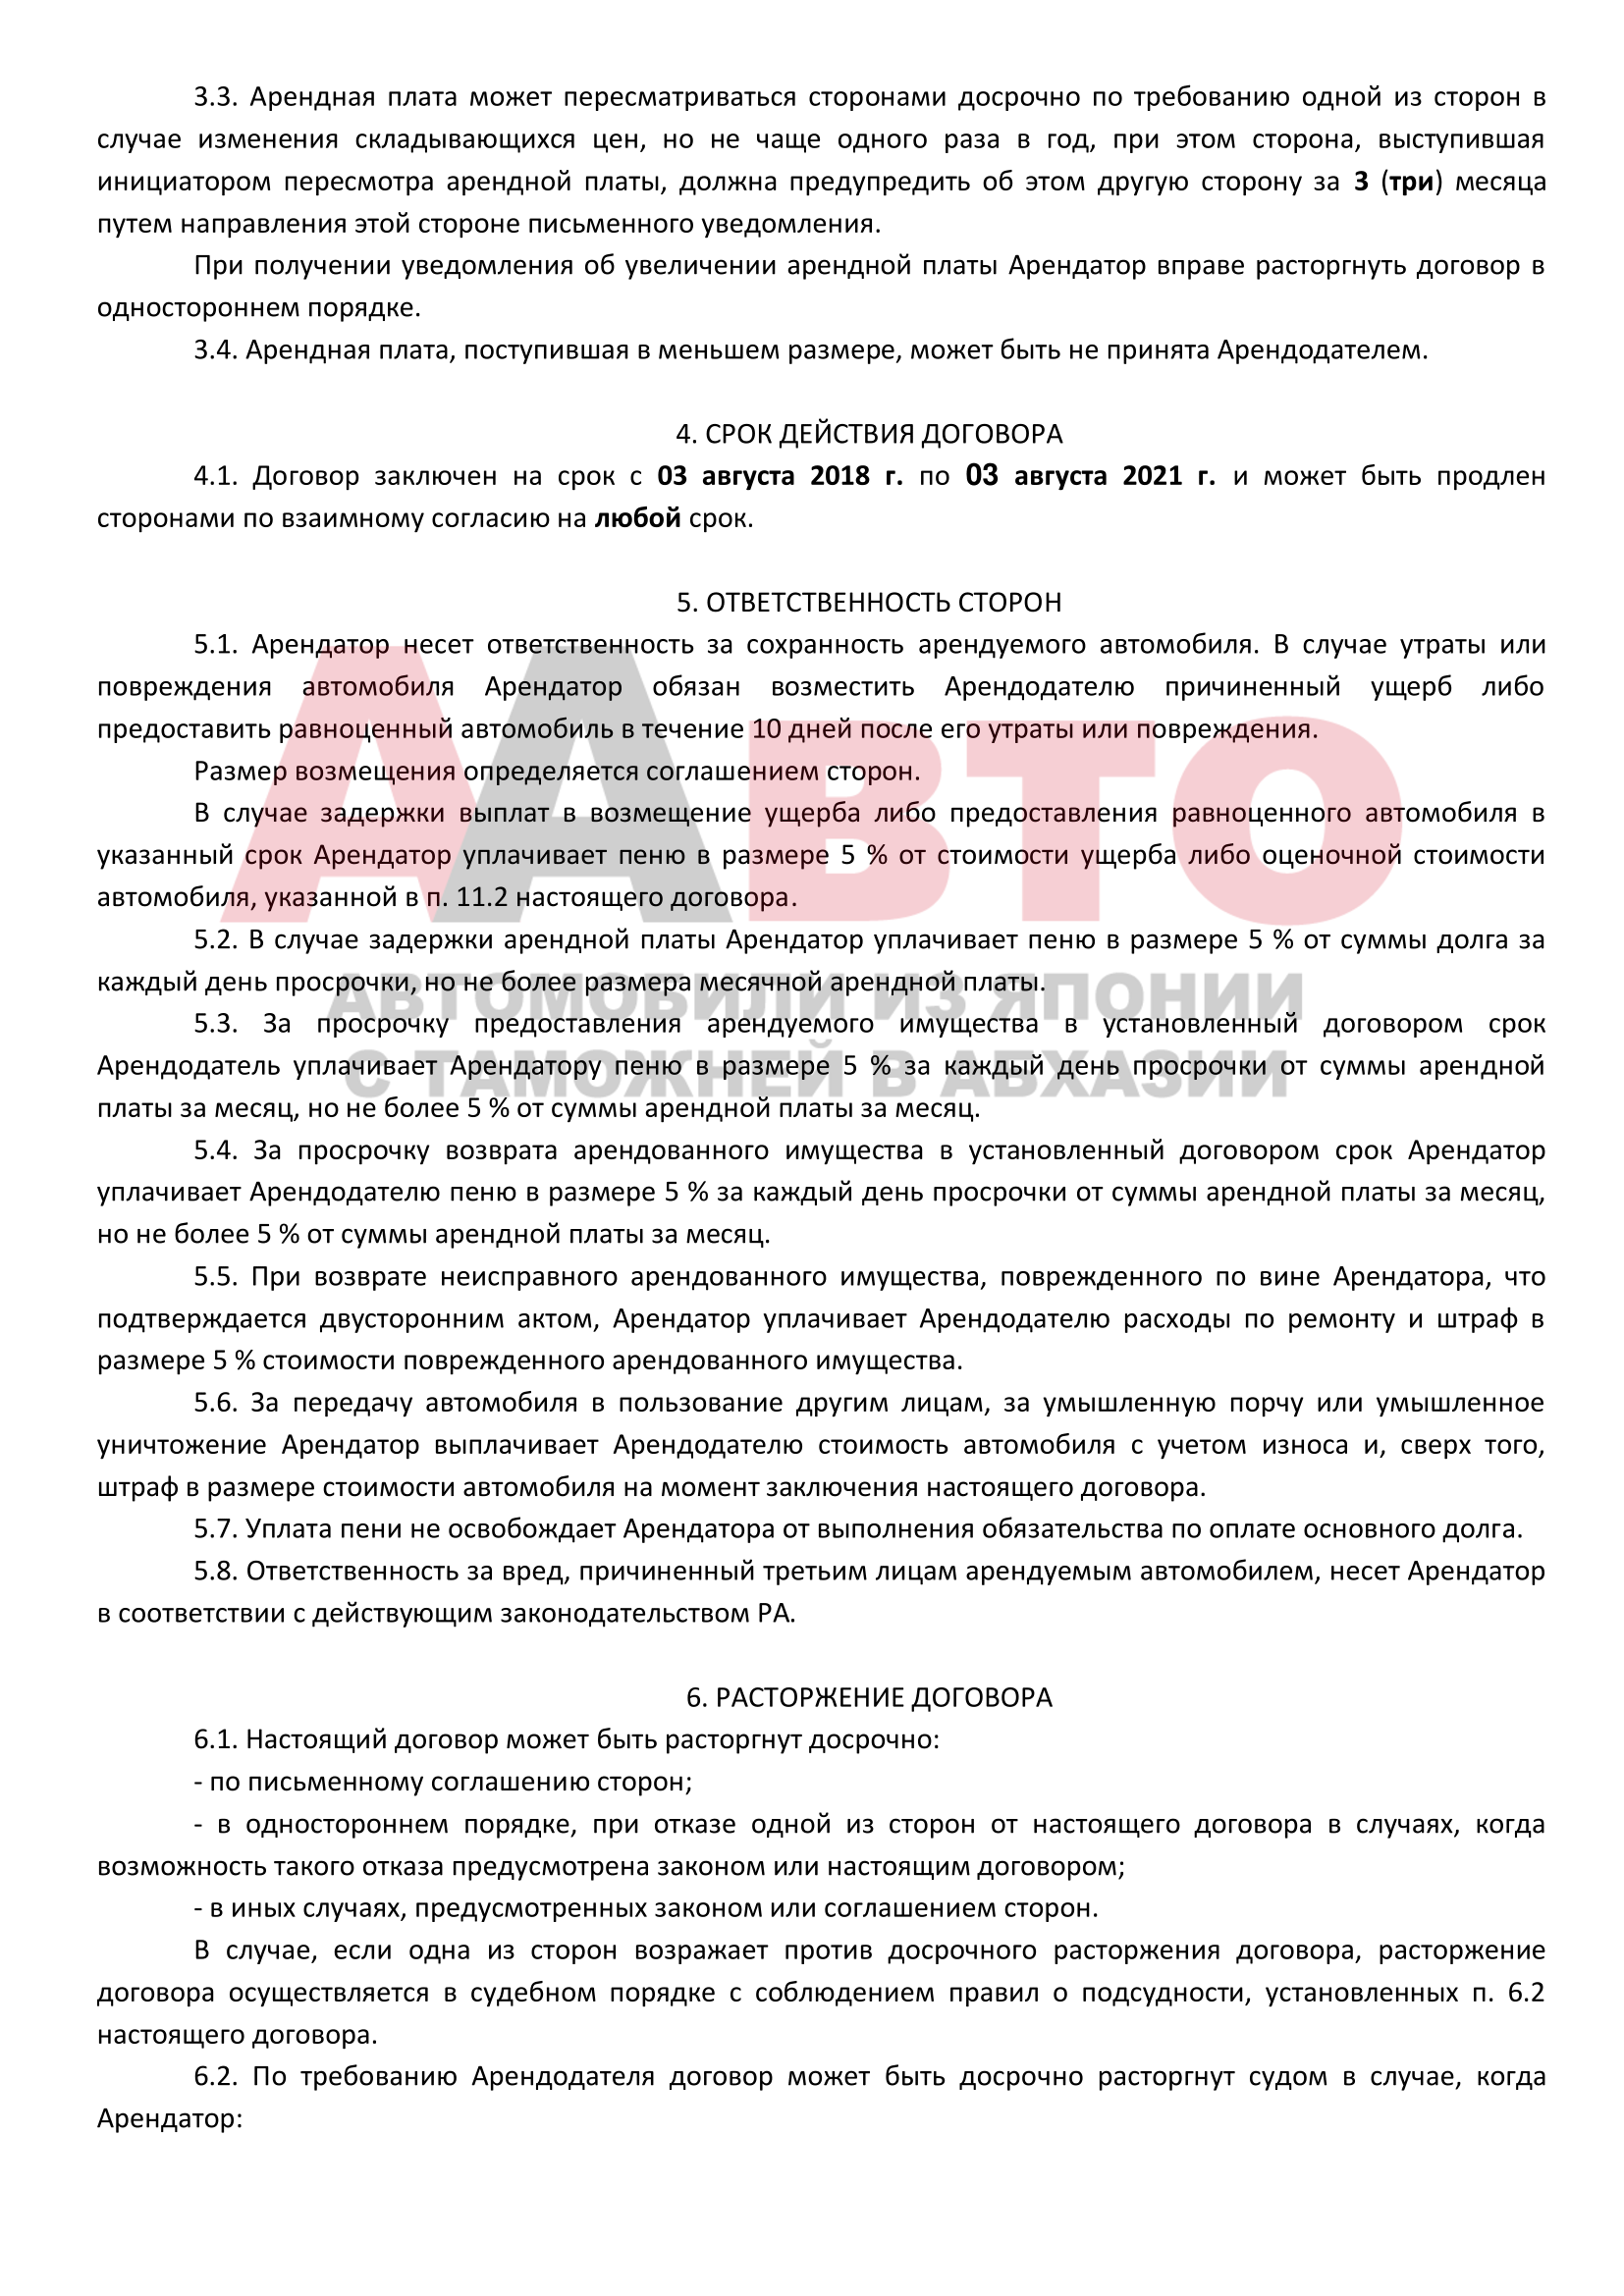 3.3. Арендная плата может пересматриваться сторонами досрочно по требованию одной из сторон в
случае изменения складывающихся цен, но не чаще одного раза в год, при этом сторона, выступившая
инициатором пересмотра арендной платы, должна предупредить об этом другую сторону за 3 (три) месяца
путем направления этой стороне письменного уведомления.
При получении уведомления об увеличении арендной платы Арендатор вправе расторгнуть договор в
одностороннем порядке.
3.4. Арендная плата, поступившая в меньшем размере, может быть не принята Арендодателем.
4. СРОК ДЕЙСТВИЯ ДОГОВОРА
4.1. Договор заключен на срок с 03 августа 2018 г. по 03 августа 2021 г. и может быть продлен
сторонами по взаимному согласию на любой срок.
5. ОТВЕТСТВЕННОСТЬ СТОРОН
5.1. Арендатор несет ответственность за сохранность арендуемого автомобиля. В случае утраты или
повреждения автомобиля Арендатор обязан возместить Арендодателю причиненный ущерб либо
предоставить равноценный автомобиль в течение 10 дней после его утраты или повреждения.
Размер возмещения определяется соглашением сторон.
В случае задержки выплат в возмещение ущерба либо предоставления равноценного автомобиля в
указанный срок Арендатор уплачивает пеню в размере 5 % от стоимости ущерба либо оценочной стоимости
автомобиля, указанной в п. 11.2 настоящего договора.
5.2. В случае задержки арендной платы Арендатор уплачивает пеню в размере 5 % от суммы долга за
каждый день просрочки, но не более размера месячной арендной платы.
5.3. За просрочку предоставления арендуемого имущества в установленный договором срок
Арендодатель уплачивает Арендатору пеню в размере 5 % за каждый день просрочки от суммы арендной
платы за месяц, но не более 5 % от суммы арендной платы за месяц.
5.4. За просрочку возврата арендованного имущества в установленный договором срок Арендатор
уплачивает Арендодателю пеню в размере 5 % за каждый день просрочки от суммы арендной платы за месяц,
но не более 5 % от суммы арендной платы за месяц.
5.5. При возврате неисправного арендованного имущества, поврежденного по вине Арендатора, что
подтверждается двусторонним актом, Арендатор уплачивает Арендодателю расходы по ремонту и штраф в
размере 5 % стоимости поврежденного арендованного имущества.
5.6. За передачу автомобиля в пользование другим лицам, за умышленную порчу или умышленное
уничтожение Арендатор выплачивает Арендодателю стоимость автомобиля с учетом износа и, сверх того,
штраф в размере стоимости автомобиля на момент заключения настоящего договора.
5.7. Уплата пени не освобождает Арендатора от выполнения обязательства по оплате основного долга.
5.8. Ответственность за вред, причиненный третьим лицам арендуемым автомобилем, несет Арендатор
в соответствии с действующим законодательством РА.
6. РАСТОРЖЕНИЕ ДОГОВОРА
6.1. Настоящий договор может быть расторгнут досрочно:
- по письменному соглашению сторон;
- в одностороннем порядке, при отказе одной из сторон от настоящего договора в случаях, когда
возможность такого отказа предусмотрена законом или настоящим договором;
- в иных случаях, предусмотренных законом или соглашением сторон.
В случае, если одна из сторон возражает против досрочного расторжения договора, расторжение
договора осуществляется в судебном порядке с соблюдением правил о подсудности, установленных п. 6.2
настоящего договора.
6.2. По требованию Арендодателя договор может быть досрочно расторгнут судом в случае, когда
Арендатор:
ААвто
АВТОМОБИЛИ ИЗ ЯПОНИИ
С ТАМОЖНЕЙ В АБХАЗИИ